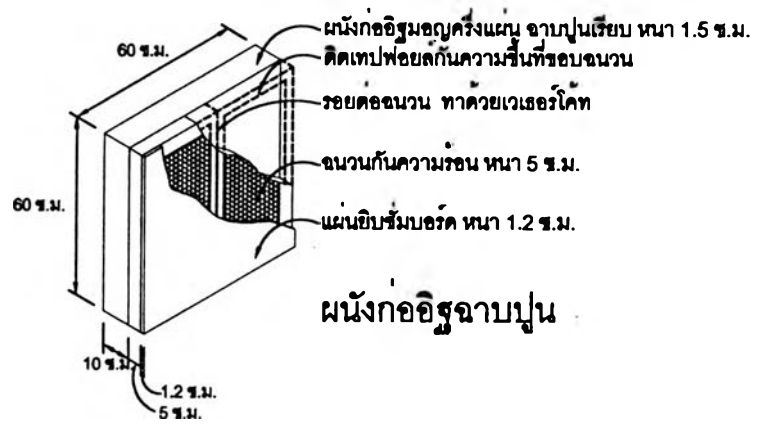 ผนังก่ออิฐมอญครึ่งแผ่น ฉาบปูนเรียบ หนา 1.5 ซ.ม.
60 ซ.ม.
ติดเทปฟอยล์กันความชื้นที่ขอบฉนวน
รอยต่อฉนวน ทาด้วยเวเธอร์โค้ท
ฉนวนกันความร้อน หนา 5 ซ.ม.
60 ซ.ม.
แผ่นยิบซั่มบอร์ด หนา 1.2 ซ.ม.
ผนังก่ออิฐฉาบปูน
10 ซ.ม.
1.2 ซ.ม.
5 ซ.ม.